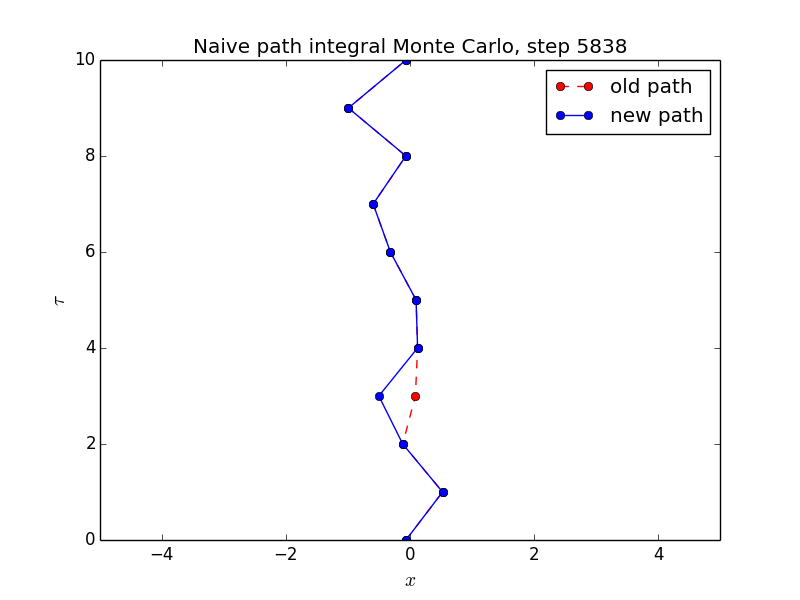 Naive path integral Monte Carlo, step 5838
old path
new path
10
8
6
4
2
0
τ
−4 −2 0 2 4
x